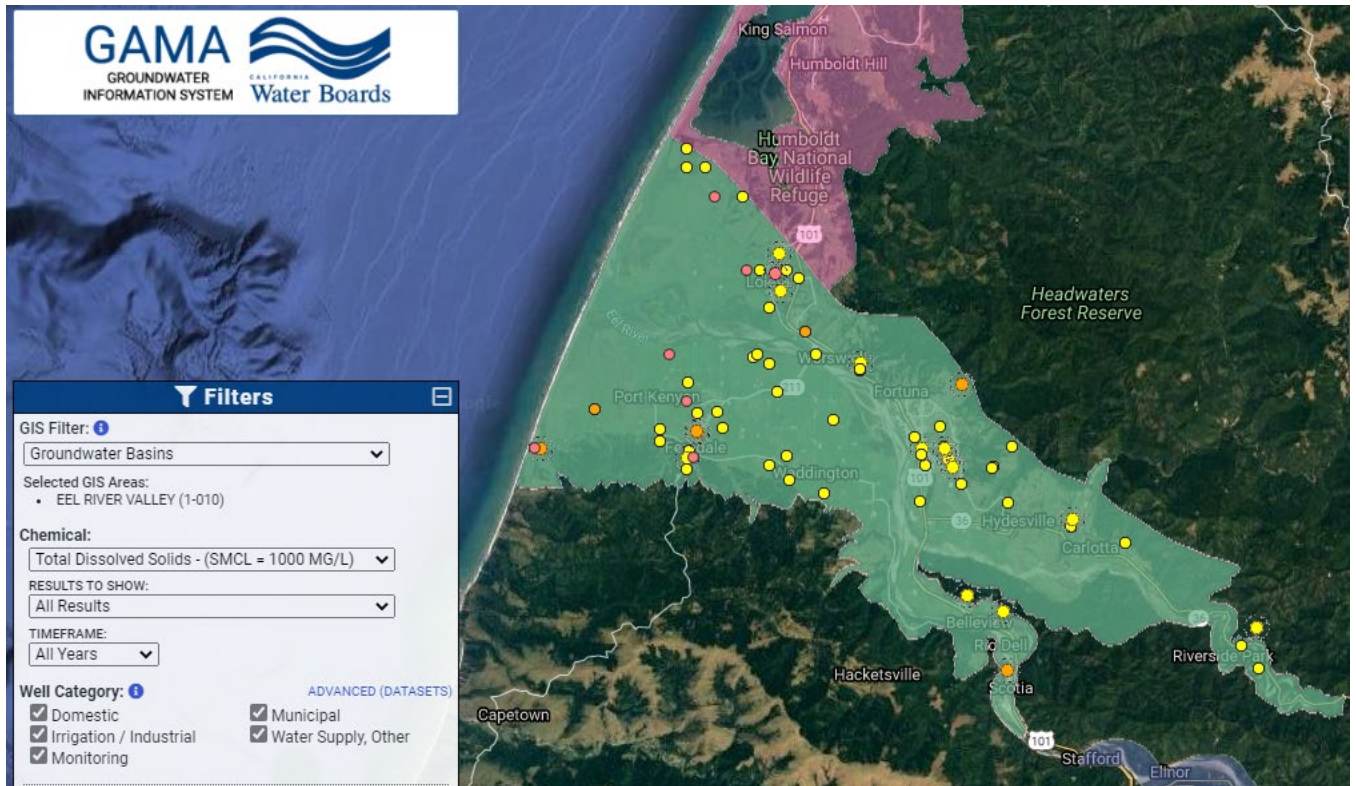 GAMA
GROUNDWATER
INFORMATION SYSTEM
CALIFORNIA
Water Boards
King Salmon
Humboldt Hill
Humboldt
Bay National
Wildlife
Refuge
101
Headwaters
Forest Reserve
Eel River
Fortuna
211
Port Kenyon
Waddington
101
36
Hydesville
Carlotta
Belleview
Rio Dell
Scotia
Riverside Park
Hacketsville
Capetown
101
Stafford
Elinor
Filters
GIS Filter:
Groundwater Basins
Selected GIS Areas:
• EEL RIVER VALLEY (1-010)
Chemical:
Total Dissolved Solids - (SMCL = 1000 MG/L)
RESULTS TO SHOW:
All Results
TIMEFRAME:
All Years
Well Category:
ADVANCED (DATASETS)
Domestic
Municipal
Irrigation / Industrial
Water Supply, Other
Monitoring